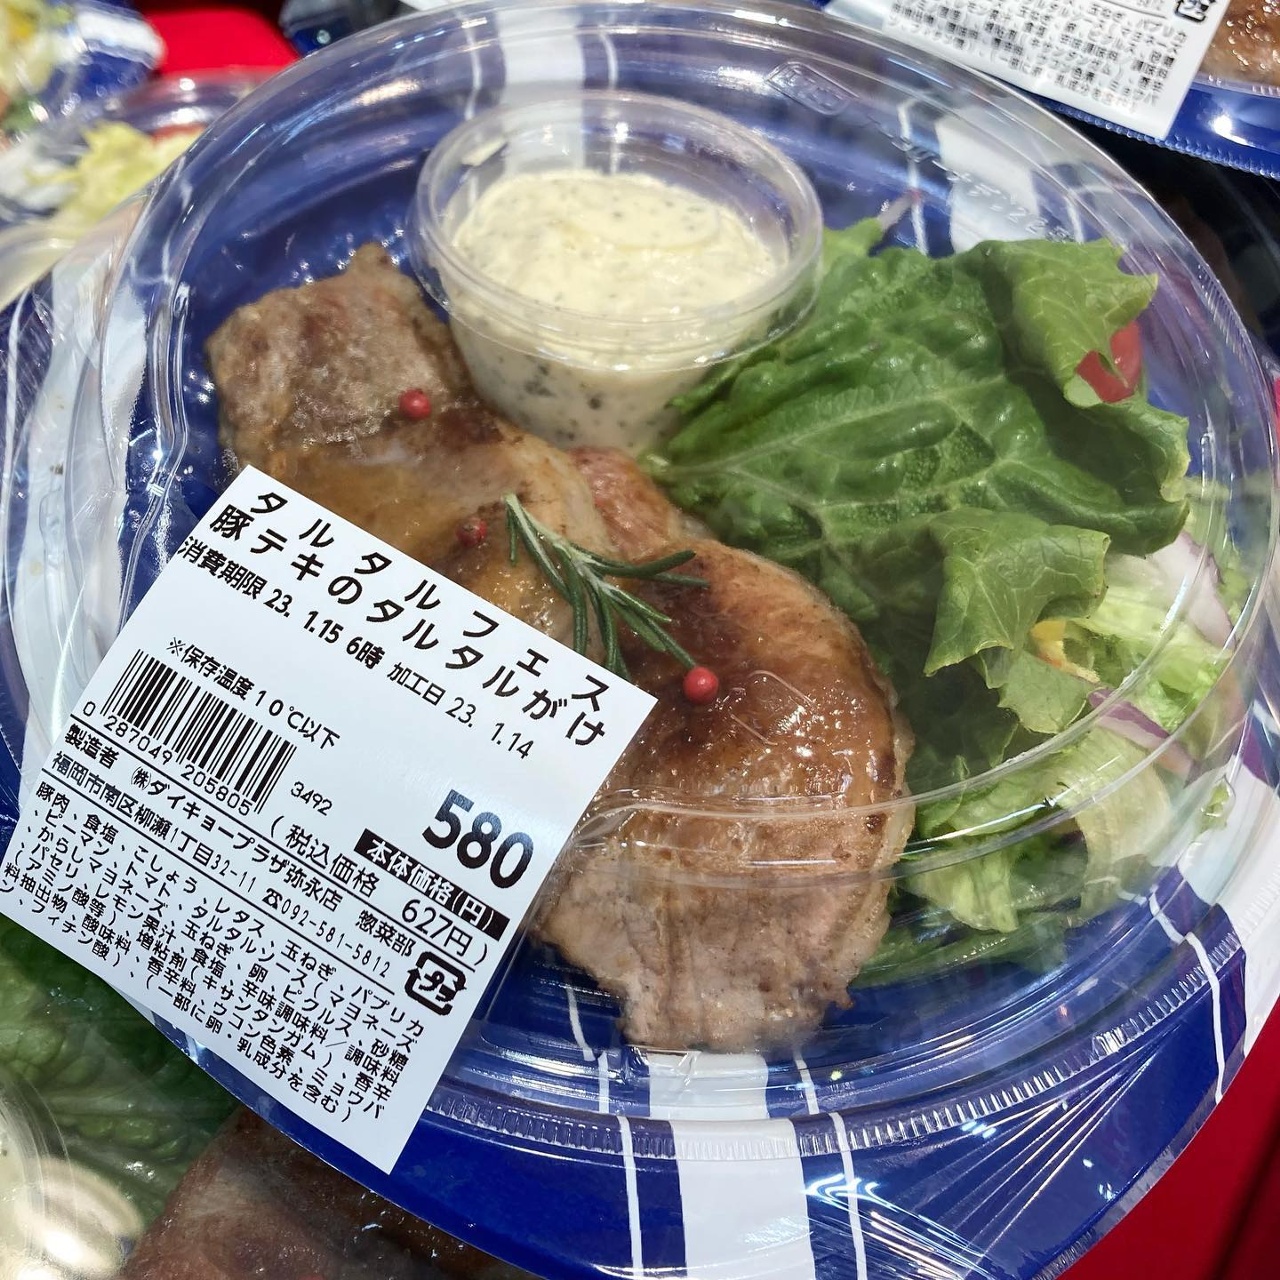 タルタルフェス
豚テキのタルタルがけ
消費期限 23. 1.15 6時 加工日 23. 1.14
※保存温度10℃以下
0 287049 205805
3492
580
本体価格(円)
(税込価格 627円)
製造者 ㈱ダイキョープラザ弥永店 惣菜部
福岡市南区柳瀬1丁目32-11 ☎092-581-5812
プラ
豚肉、食塩、こしょう、レタス、玉ねぎ、パプリカ
、ピーマン、トマト、タルタルソース(マヨネーズ
、からしマヨネーズ、玉ねぎ、卵、ピクルス、砂糖
、パセリ、レモン果汁、食塩、辛味調味料/調味料
(アミノ酸等)、増粘剤(キサンタンガム)、香辛
料抽出物、酸味料、香辛料、ウコン色素、ミョウバ
ン、フィチン酸)、(一部に卵・乳成分を含む)